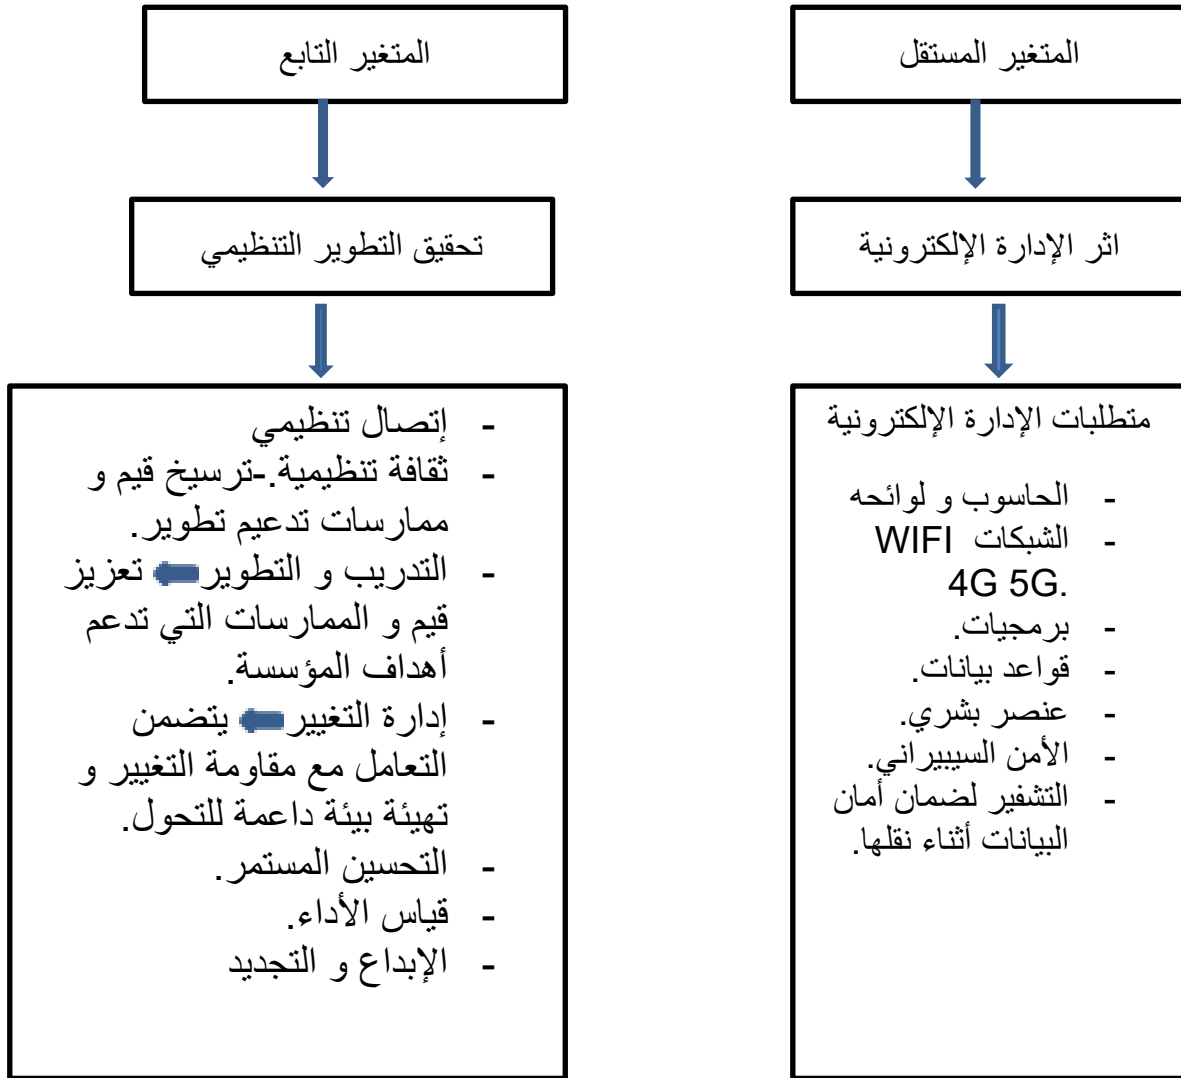 المتغير المستقل
اثر الإدارة الإلكترونية
متطلبات الإدارة الإلكترونية
- الحاسوب و لوائحه
- الشبكات WIFI
4G 5G.
- برمجيات.
- قواعد بيانات.
- عنصر بشري.
- الأمن السيبيراني.
- التشفير لضمان أمان
البيانات أثناء نقلها.
المتغير التابع
تحقيق التطوير التنظيمي
- إتصال تنظيمي
- ثقافة تنظيمية.-ترسيخ قيم و
ممارسات تدعيم تطوير.
- التدريب و التطوير تعزيز
قيم و الممارسات التي تدعم
أهداف المؤسسة.
- إدارة التغيير يتضمن
التعامل مع مقاومة التغيير و
تهيئة بيئة داعمة للتحول.
- التحسين المستمر.
- قياس الأداء.
- الإبداع و التجديد